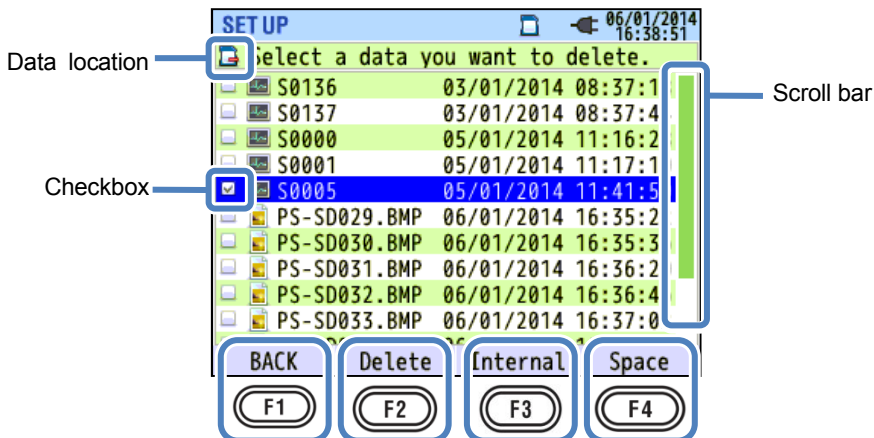 SET UP 06/01/2014
16:38:51
Data location
Select a data you want to delete.
S0136 03/01/2014 08:37:1
Scroll bar
S0137 03/01/2014 08:37:4
S0000 05/01/2014 11:16:2
S0001 05/01/2014 11:17:1
Checkbox
S0005 05/01/2014 11:41:5
PS-SD029.BMP 06/01/2014 16:35:2
PS-SD030.BMP 06/01/2014 16:35:3
PS-SD031.BMP 06/01/2014 16:36:2
PS-SD032.BMP 06/01/2014 16:36:4
PS-SD033.BMP 06/01/2014 16:37:0
BACK Delete Internal Space
F1 F2 F3 F4